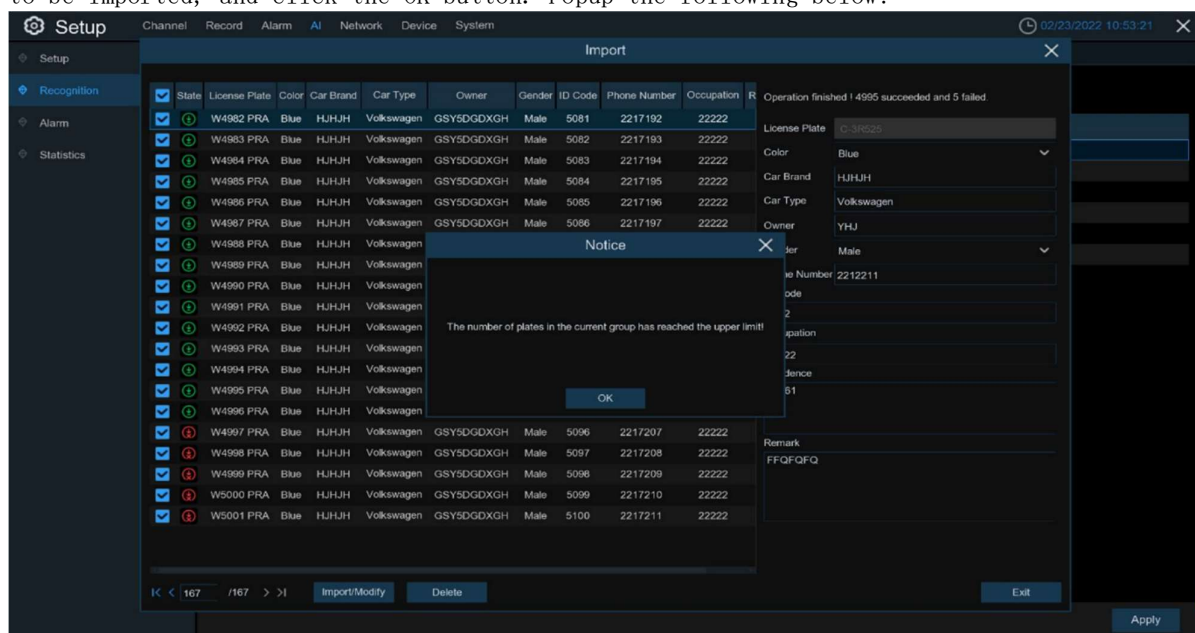 to be imported, and click the ok button. Popup the following below:
Setup Channel Record Alarm AI Network Device System 02/23/2022 10:53:21
Import
Setup
Recognition
Alarm
Statistics
State License Plate Color Car Brand Car Type Owner Gender ID Code Phone Number Occupation R
W4982 PRA Blue HJHJH Volkswagen GSY5DGDXGH Male 5081 2217192 22222
W4983 PRA Blue HJHJH Volkswagen GSY5DGDXGH Male 5082 2217193 22222
W4984 PRA Blue HJHJH Volkswagen GSY5DGDXGH Male 5083 2217194 22222
W4985 PRA Blue HJHJH Volkswagen GSY5DGDXGH Male 5084 2217195 22222
W4986 PRA Blue HJHJH Volkswagen GSY5DGDXGH Male 5085 2217196 22222
W4987 PRA Blue HJHJH Volkswagen GSY5DGDXGH Male 5086 2217197 22222
W4988 PRA Blue HJHJH Volkswagen
W4989 PRA Blue HJHJH Volkswagen
W4990 PRA Blue HJHJH Volkswagen
W4991 PRA Blue HJHJH Volkswagen
W4992 PRA Blue HJHJH Volkswagen
W4993 PRA Blue HJHJH Volkswagen
W4994 PRA Blue HJHJH Volkswagen
W4995 PRA Blue HJHJH Volkswagen
W4996 PRA Blue HJHJH Volkswagen
W4997 PRA Blue HJHJH Volkswagen GSY5DGDXGH Male 5096 2217207 22222
W4998 PRA Blue HJHJH Volkswagen GSY5DGDXGH Male 5097 2217208 22222
W4999 PRA Blue HJHJH Volkswagen GSY5DGDXGH Male 5098 2217209 22222
W5000 PRA Blue HJHJH Volkswagen GSY5DGDXGH Male 5099 2217210 22222
W5001 PRA Blue HJHJH Volkswagen GSY5DGDXGH Male 5100 2217211 22222
Notice
The number of plates in the current group has reached the upper limit!
OK
Operation finished ! 4995 succeeded and 5 failed.
License Plate C-3R525
Color Blue
Car Brand HJHJH
Car Type Volkswagen
Owner YHJ
der Male
ne Number 2212211
ode
2
upation
22
dence
61
Remark
FFQFQFQ
167 /167 Import/Modify Delete Exit
Apply